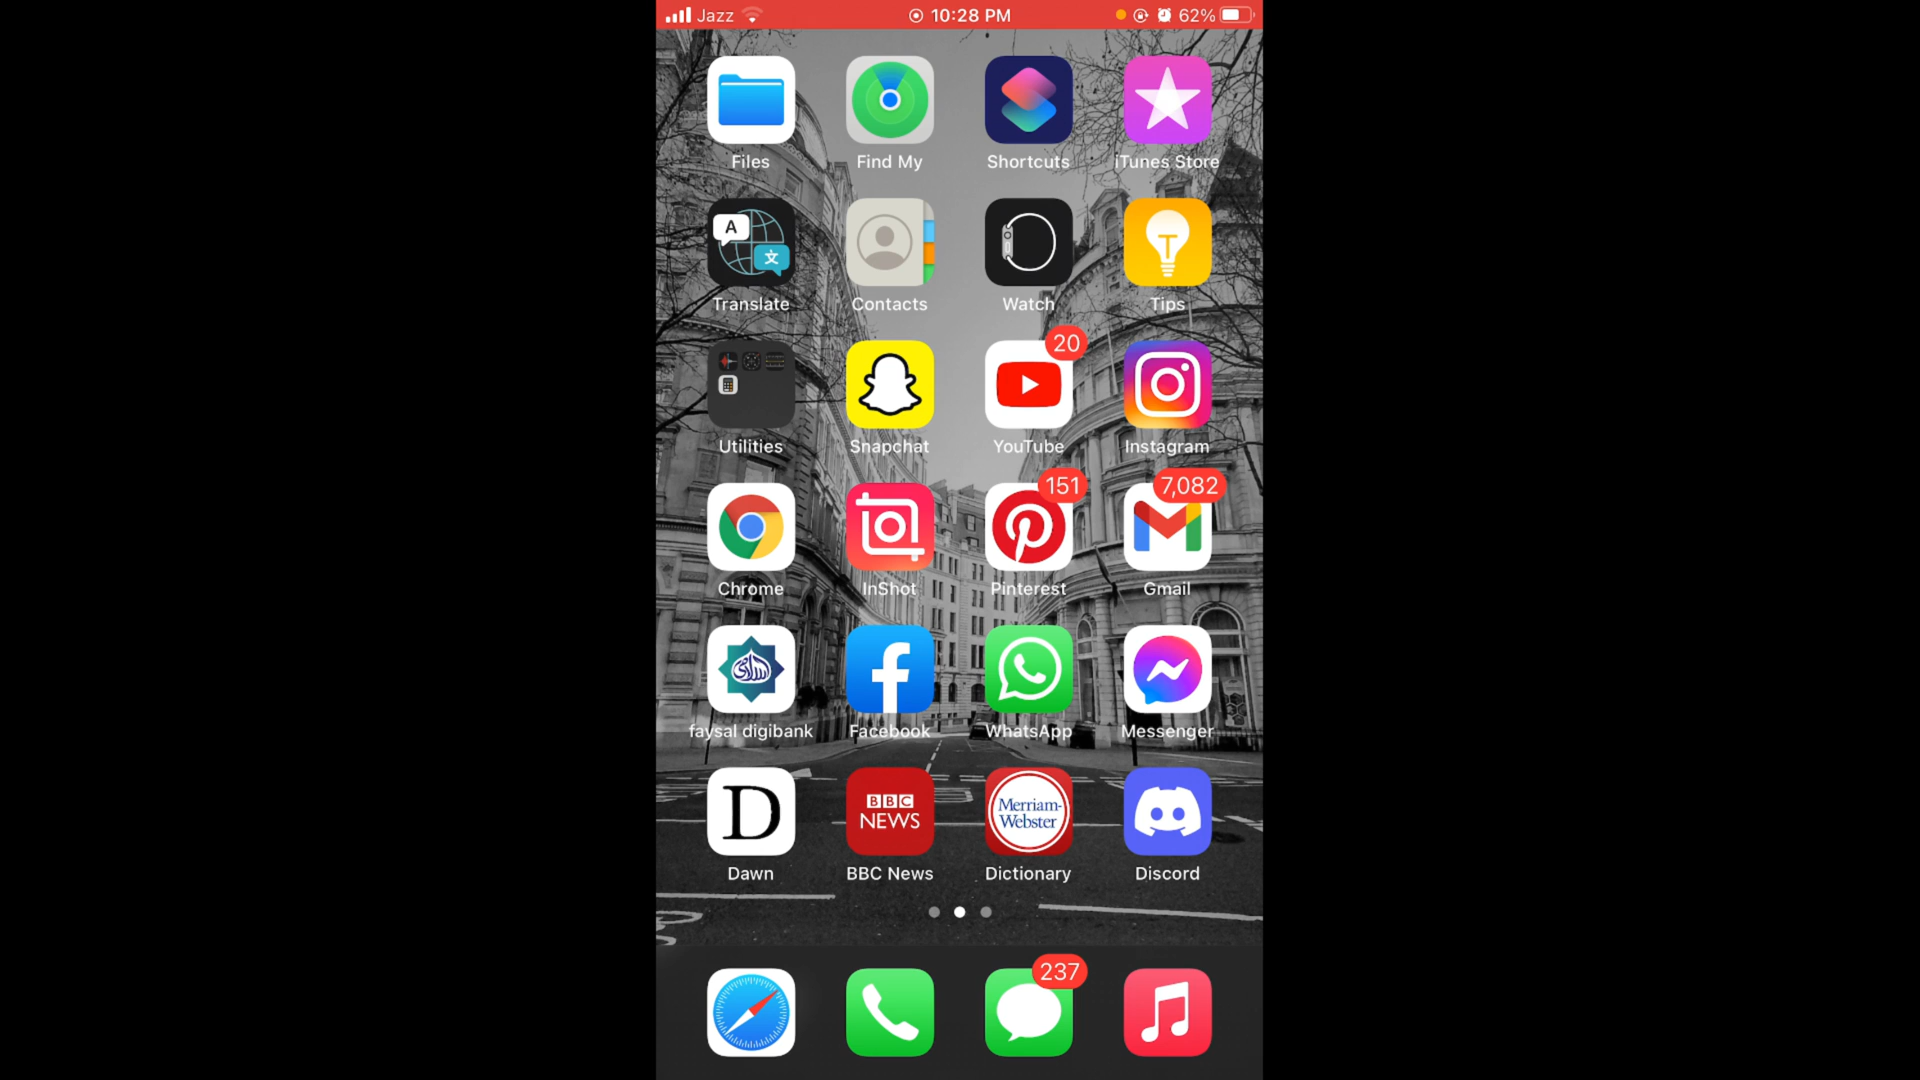 Jazz 10:28 PM 62%
Files Find My Shortcuts iTunes Store
A 文
Translate Contacts Watch Tips
20
Utilities Snapchat YouTube Instagram
151 7,082
Chrome InShot Pinterest Gmail
اسلامی
faysal digibank Facebook WhatsApp Messenger
D BBC NEWS Merriam-Webster
Dawn BBC News Dictionary Discord
237